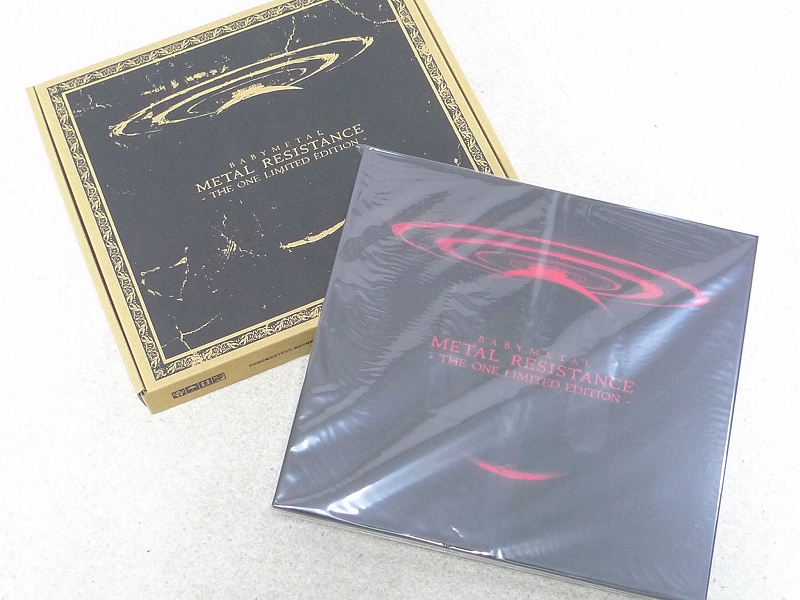 BABYMETAL
METAL RESISTANCE
- THE ONE LIMITED EDITION -
BABYMETAL
METAL RESISTANCE
- THE ONE LIMITED EDITION -